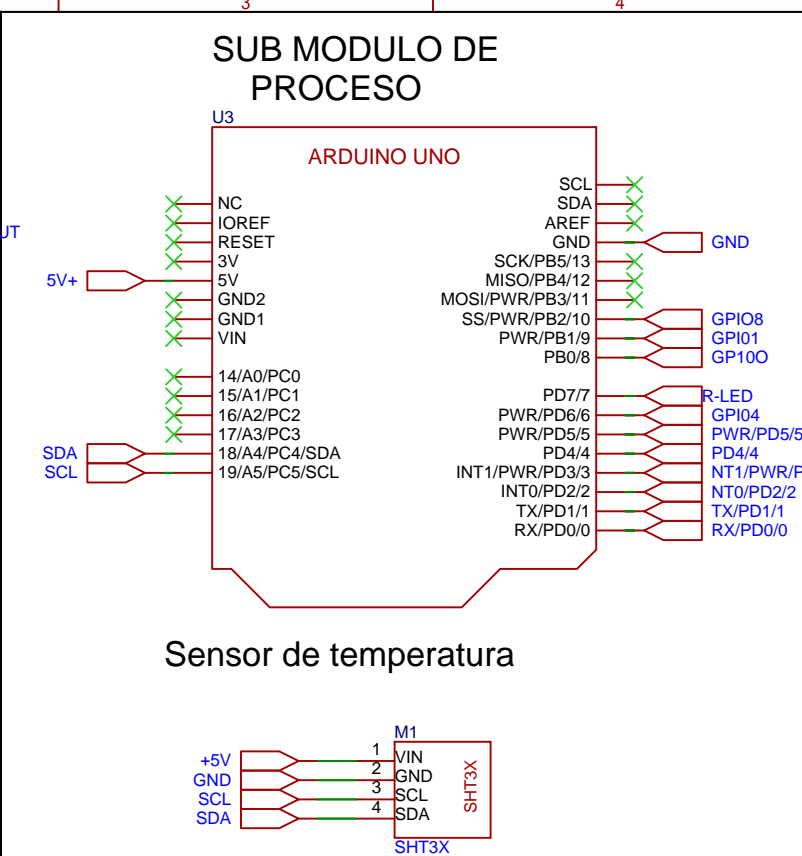 3
4
SUB MODULO DE
PROCESO
U3
ARDUINO UNO
SCL
NC
SDA
IOREF
AREF
JT
RESET
GND
GND
3V
SCK/PB5/13
5V+
5V
MISO/PB4/12
GND2
MOSI/PWR/PB3/11
GND1
SS/PWR/PB2/10
GPIO8
VIN
PWR/PB1/9
GPI01
PB0/8
GP10O
14/A0/PC0
15/A1/PC1
PD7/7
R-LED
16/A2/PC2
PWR/PD6/6
GPI04
17/A3/PC3
PWR/PD5/5
PWR/PD5/5
SDA
18/A4/PC4/SDA
PD4/4
PD4/4
SCL
19/A5/PC5/SCL
INT1/PWR/PD3/3
NT1/PWR/P
INT0/PD2/2
NT0/PD2/2
TX/PD1/1
TX/PD1/1
RX/PD0/0
RX/PD0/0
Sensor de temperatura
M1
+5V
1
VIN
GND
2
GND
SCL
3
SCL
SDA
4
SDA
SHT3X
SHT3X